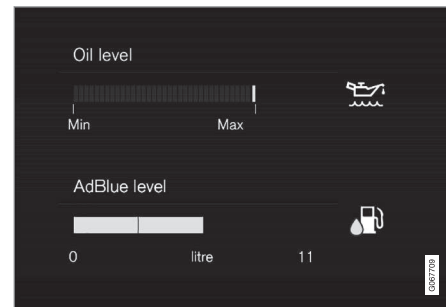 Oil level
Min Max
AdBlue level
0 litre 11
G067709